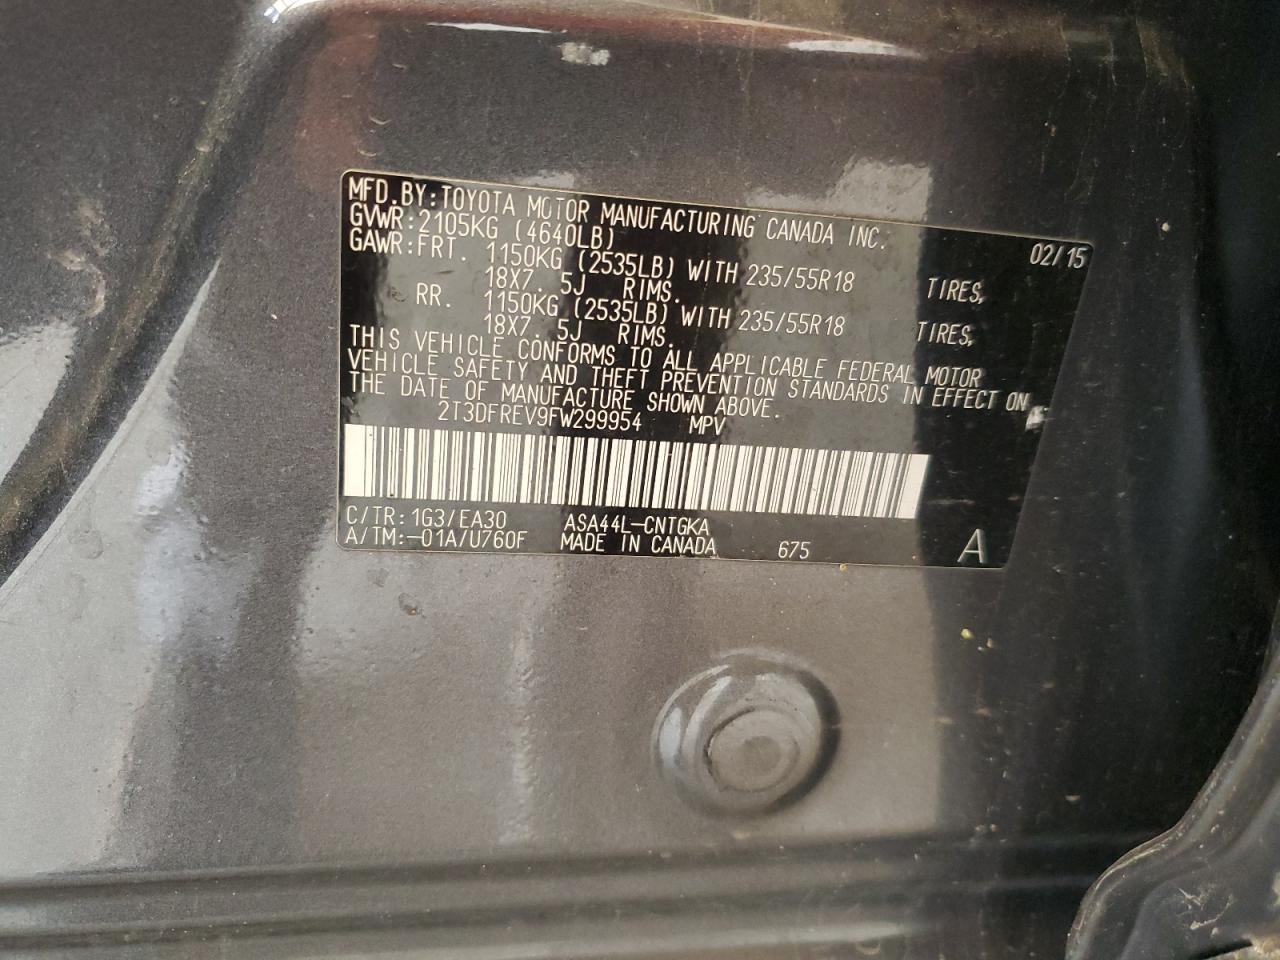 MFD.BY:TOYOTA MOTOR MANUFACTURING CANADA INC. 02/15
GVWR:2105KG (4640LB)
GAWR:FRT. 1150KG (2535LB) WITH 235/55R18 TIRES,
18X7.5J RIMS.
RR. 1150KG (2535LB) WITH 235/55R18 TIRES,
18X7.5J RIMS.
THIS VEHICLE CONFORMS TO ALL APPLICABLE FEDERAL MOTOR
VEHICLE SAFETY AND THEFT PREVENTION STANDARDS IN EFFECT ON
THE DATE OF MANUFACTURE SHOWN ABOVE.
2T3DFREV9FW299954 MPV
C/TR:1G3/EA30 ASA44L-CNTGKA
A/TM:-01A/U760F MADE IN CANADA 675 A